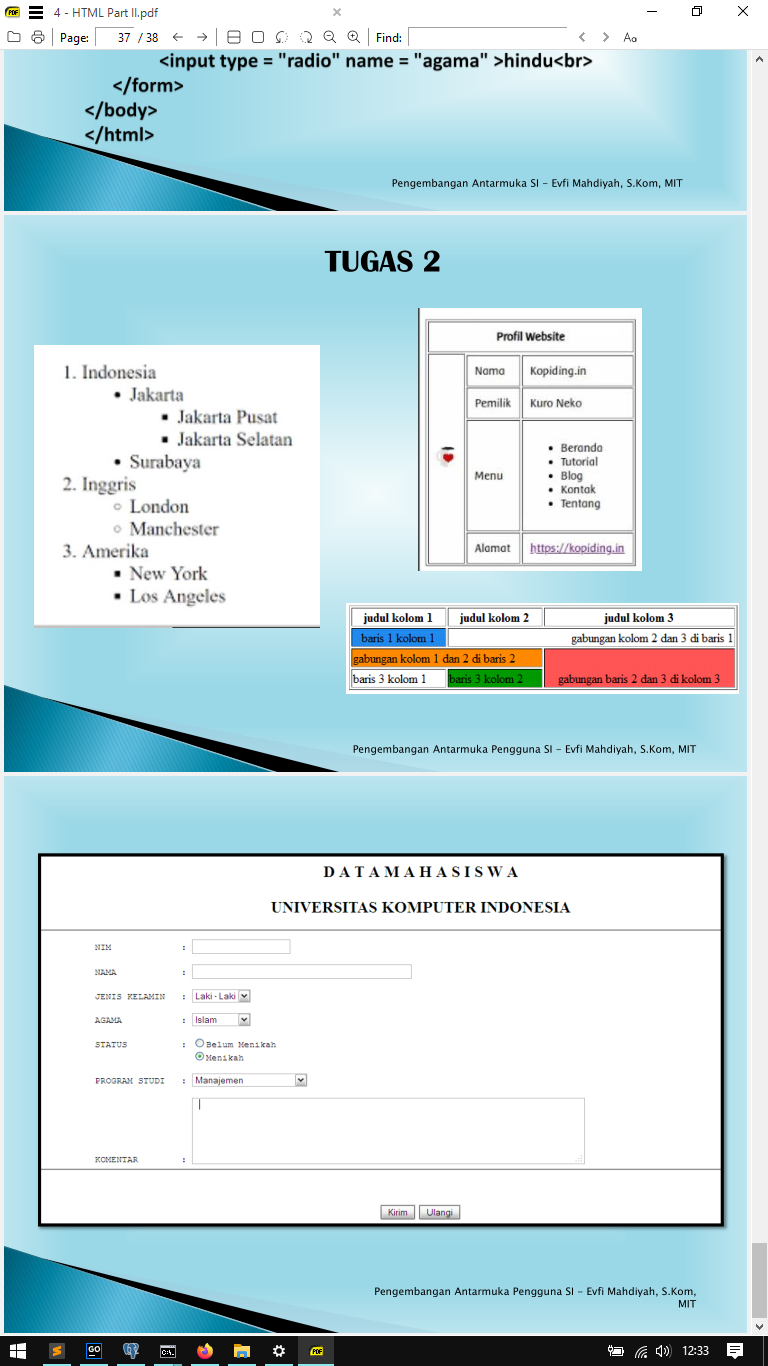 4 - HTML Part II.pdf
Page: 37 / 38 Find: Aa
<input type = "radio" name = "agama" >hindu<br>
</form>
</body>
</html>
Pengembangan Antarmuka SI - Evfi Mahdiyah, S.Kom, MIT
TUGAS 2
1. Indonesia
• Jakarta
▪ Jakarta Pusat
▪ Jakarta Selatan
• Surabaya
2. Inggris
○ London
○ Manchester
3. Amerika
▪ New York
▪ Los Angeles
Profil Website
Nama Kopiding.in
Pemilik Kuro Neko
Menu
• Beranda
• Tutorial
• Blog
• Kontak
• Tentang
Alamat https://kopiding.in
judul kolom 1 judul kolom 2 judul kolom 3
baris 1 kolom 1 gabungan kolom 2 dan 3 di baris 1
gabungan kolom 1 dan 2 di baris 2
baris 3 kolom 1 baris 3 kolom 2 gabungan baris 2 dan 3 di kolom 3
Pengembangan Antarmuka Pengguna SI - Evfi Mahdiyah, S.Kom, MIT
D A T A M A H A S I S W A
UNIVERSITAS KOMPUTER INDONESIA
NIM :
NAMA :
JENIS KELAMIN : Laki - Laki
AGAMA : Islam
STATUS : Belum Menikah
Menikah
PROGRAM STUDI : Manajemen
KOMENTAR :
Kirim Ulangi
Pengembangan Antarmuka Pengguna SI - Evfi Mahdiyah, S.Kom,
MIT
12:33